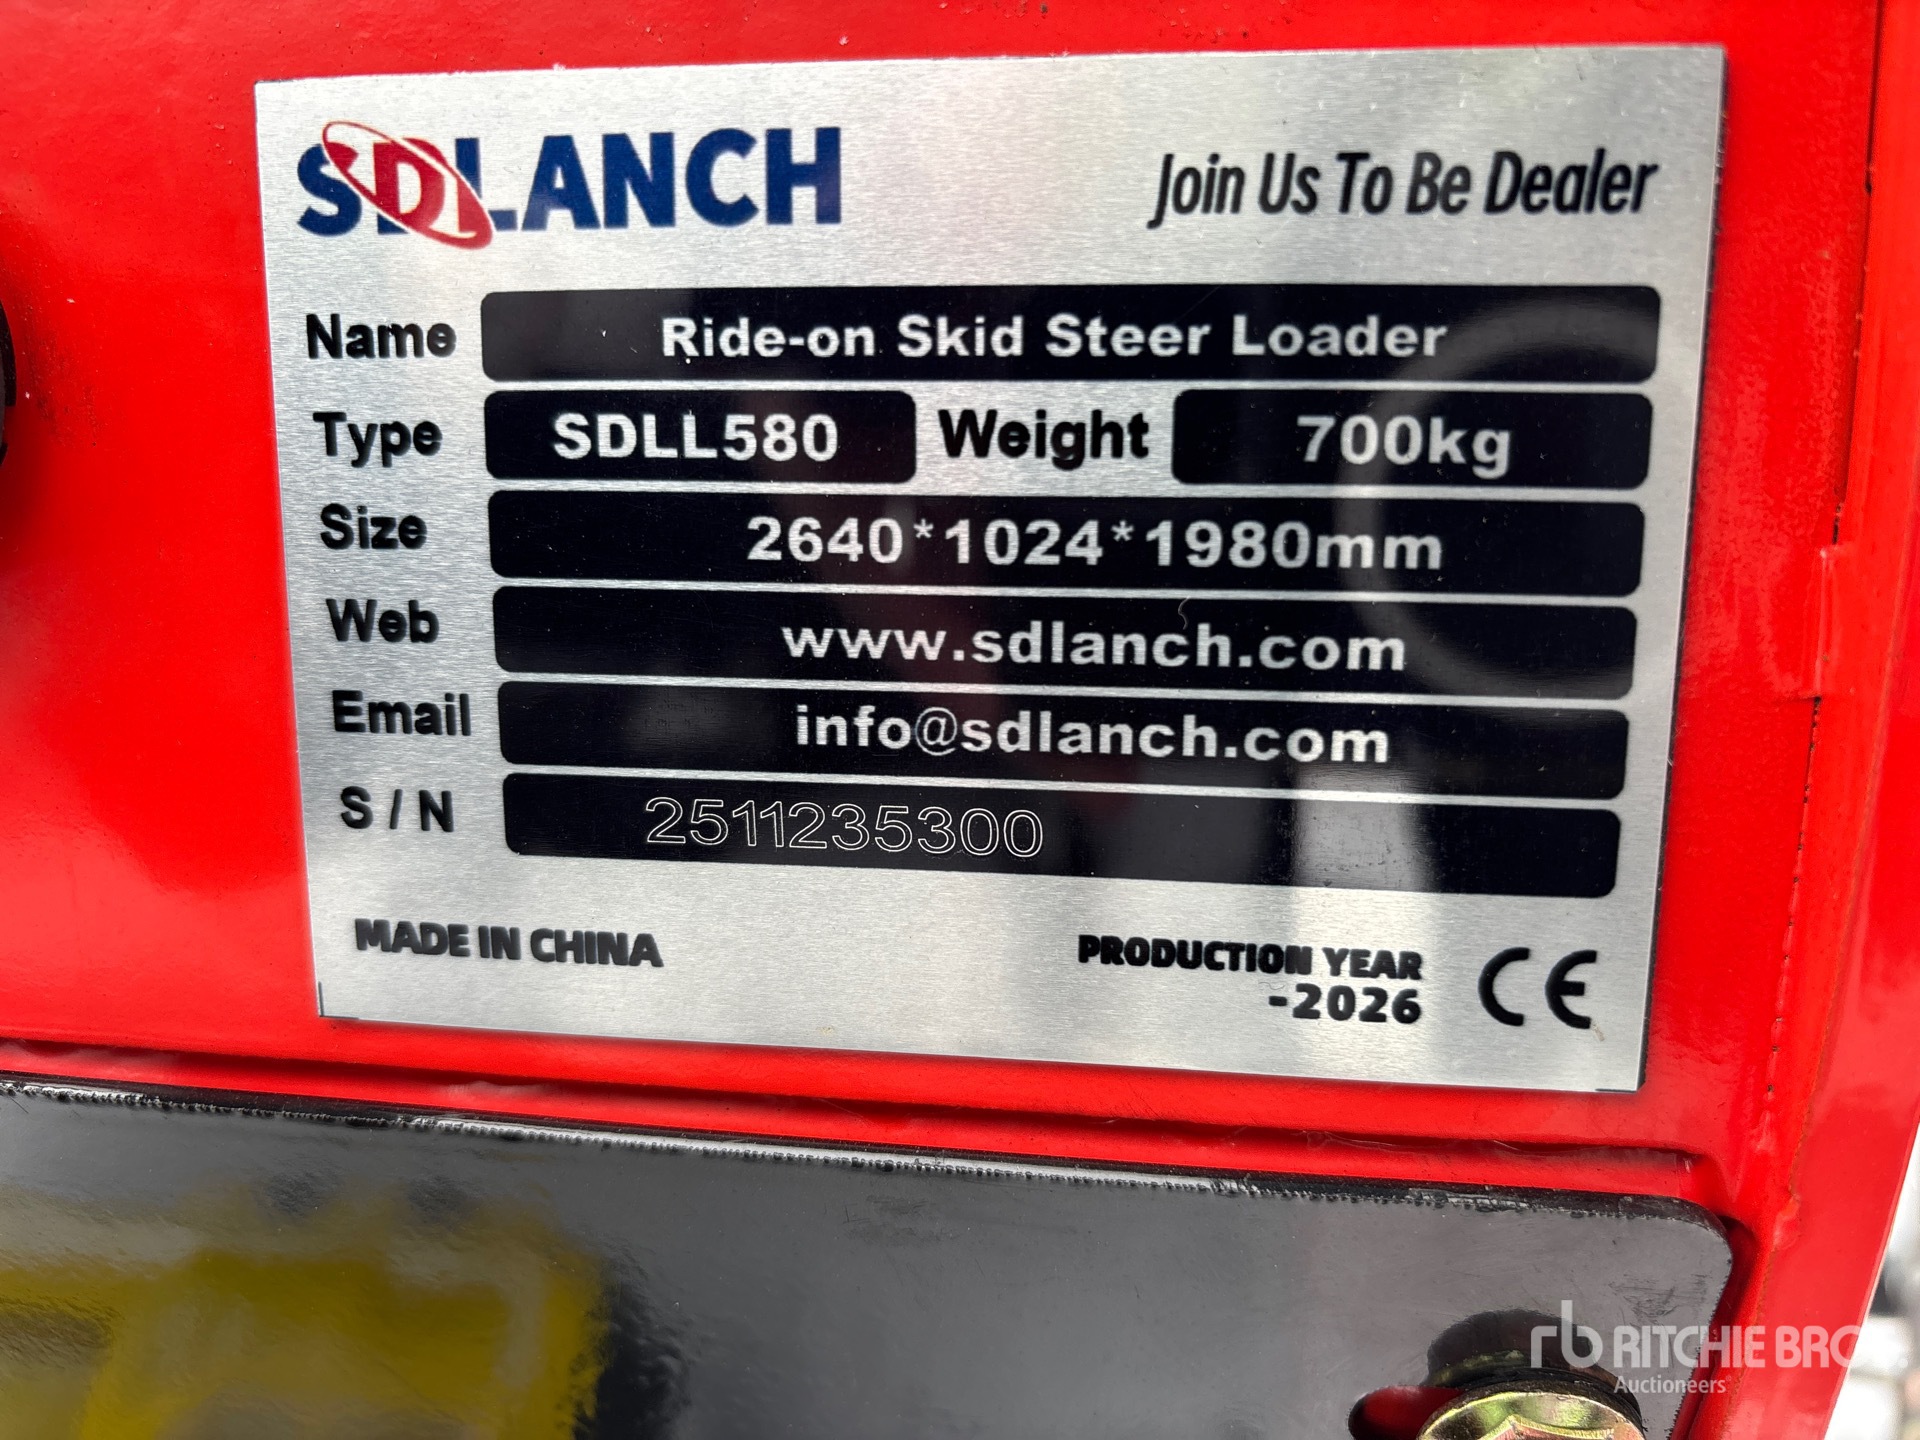 SDLANCH
Join Us To Be Dealer
Name Ride-on Skid Steer Loader
Type SDLL580 Weight 700kg
Size 2640*1024*1980mm
Web www.sdlanch.com
Email info@sdlanch.com
S / N 2511235300
MADE IN CHINA
PRODUCTION YEAR
-2026
CE
rb RITCHIE BROS.
Auctioneers